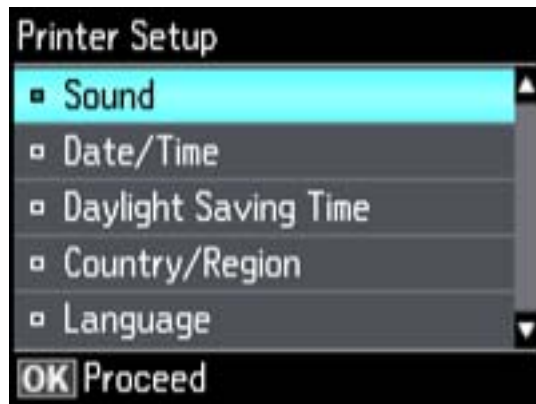 Printer Setup
Sound
Date/Time
Daylight Saving Time
Country/Region
Language
OK Proceed